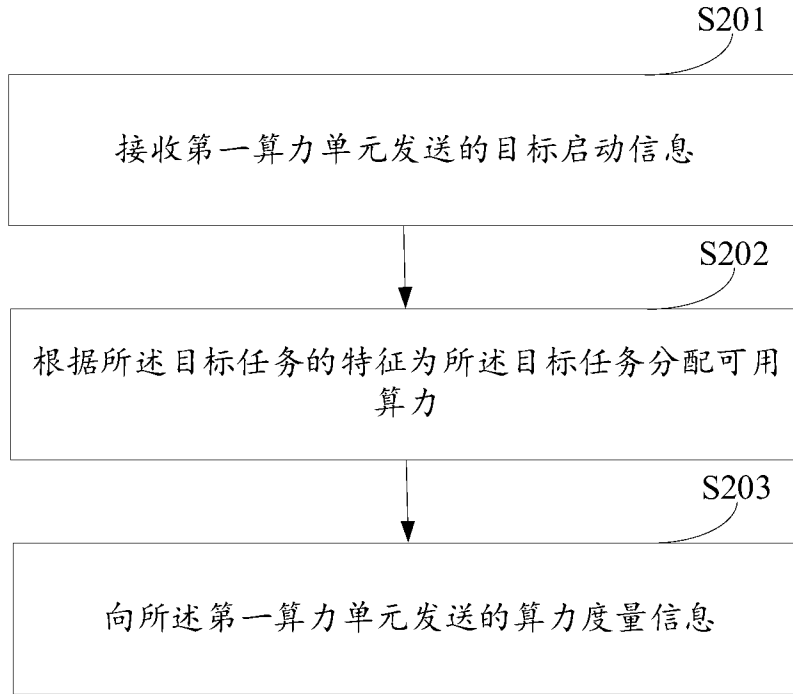 S201
接收第一算力单元发送的目标启动信息
S202
根据所述目标任务的特征为所述目标任务分配可用
算力
S203
向所述第一算力单元发送的算力度量信息